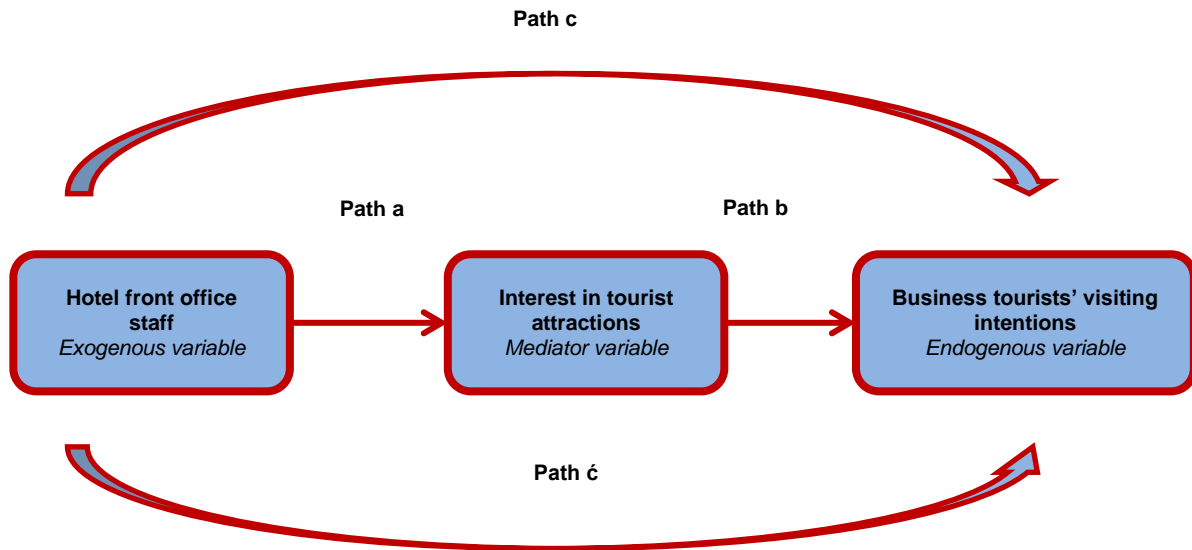 Path c
Path a
Path b
Hotel front office
staff
Exogenous variable
Interest in tourist
attractions
Mediator variable
Business tourists’ visiting
intentions
Endogenous variable
Path ć